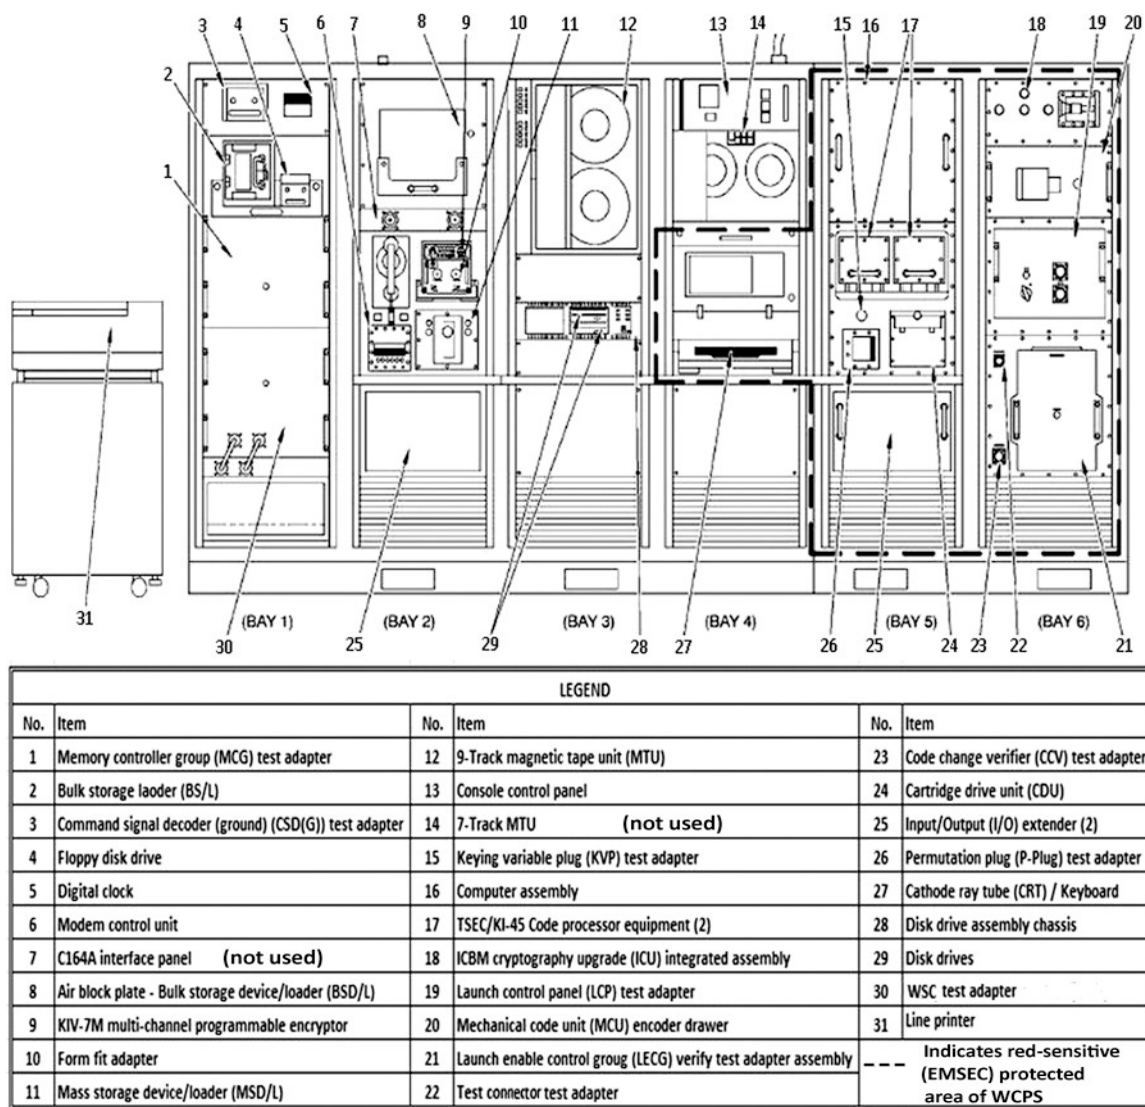 3 4 5 6 7 8 9 10 11 12 13 14 15 16 17 18 19 20
2
1
31 (BAY 1) 30 (BAY 2) 25 (BAY 3) 29 28 (BAY 4) 27 26 (BAY 5) 25 24 (BAY 6) 23 22 21
LEGEND
No. Item No. Item No. Item
1 Memory controller group (MCG) test adapter 12 9-Track magnetic tape unit (MTU) 23 Code change verifier (CCV) test adapter
2 Bulk storage laoder (BS/L) 13 Console control panel 24 Cartridge drive unit (CDU)
3 Command signal decoder (ground) (CSD(G)) test adapter 14 7-Track MTU (not used) 25 Input/Output (I/O) extender (2)
4 Floppy disk drive 15 Keying variable plug (KVP) test adapter 26 Permutation plug (P-Plug) test adapter
5 Digital clock 16 Computer assembly 27 Cathode ray tube (CRT) / Keyboard
6 Modem control unit 17 TSEC/KI-45 Code processor equipment (2) 28 Disk drive assembly chassis
7 C164A interface panel (not used) 18 ICBM cryptography upgrade (ICU) integrated assembly 29 Disk drives
8 Air block plate - Bulk storage device/loader (BSD/L) 19 Launch control panel (LCP) test adapter 30 WSC test adapter
9 KIV-7M multi-channel programmable encryptor 20 Mechanical code unit (MCU) encoder drawer 31 Line printer
10 Form fit adapter 21 Launch enable control groug (LECG) verify test adapter assembly
11 Mass storage device/loader (MSD/L) 22 Test connector test adapter
Indicates red-sensitive
(EMSEC) protected
area of WCPS